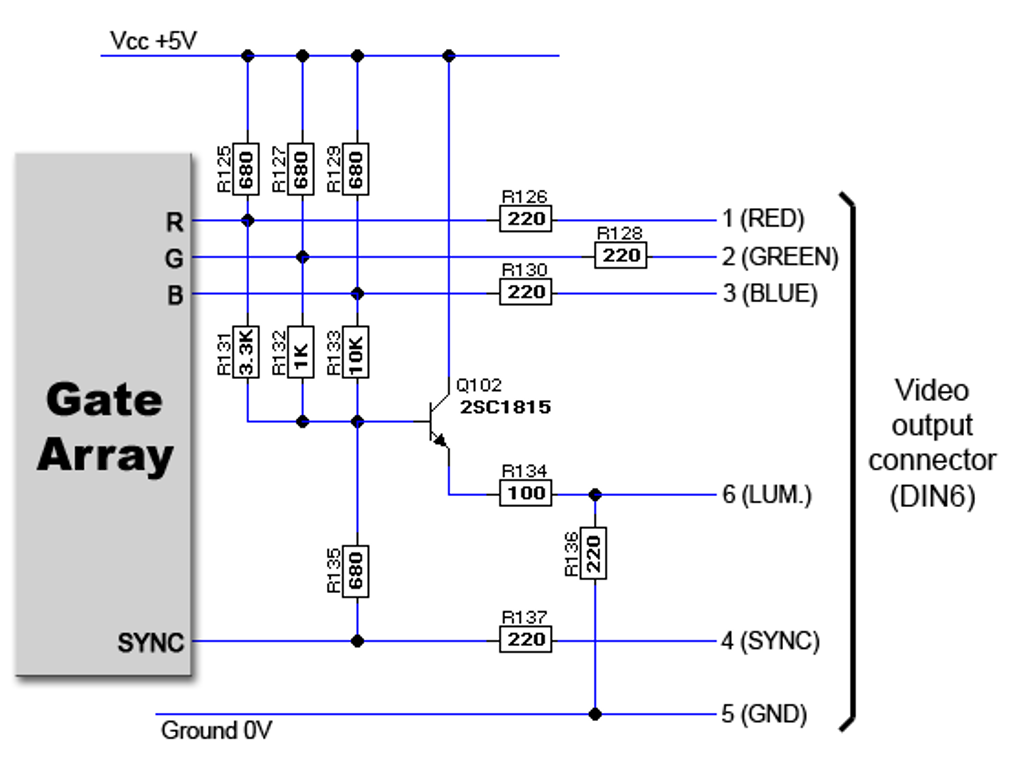 Vcc +5V
R125
680
R127
680
R129
680
R
R126
220
1 (RED)
G
R128
220
2 (GREEN)
B
R130
220
3 (BLUE)
R131
3.3K
R132
1K
R133
10K
Gate
Array
Q102
2SC1815
R134
100
6 (LUM.)
R135
680
R136
220
SYNC
R137
220
4 (SYNC)
5 (GND)
Ground 0V
Video
output
connector
(DIN6)